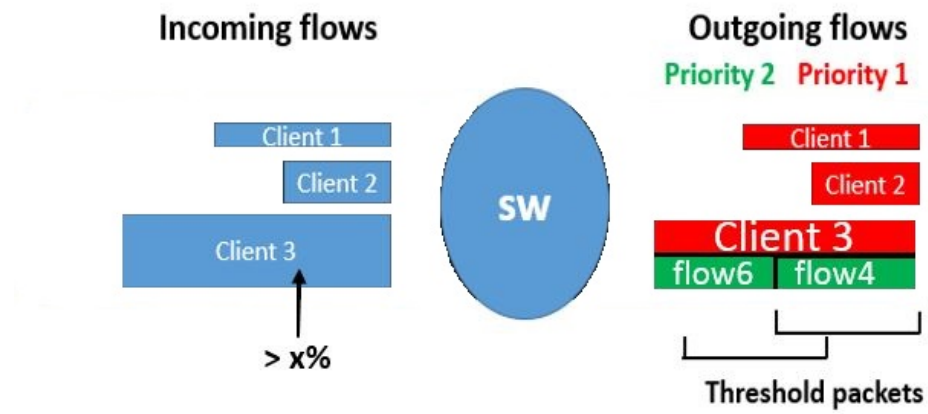 Incoming flows
Outgoing flows
Priority 2 Priority 1
Client 1
Client 2
Client 3
> x%
SW
Client 1
Client 2
Client 3
flow6 flow4
Threshold packets